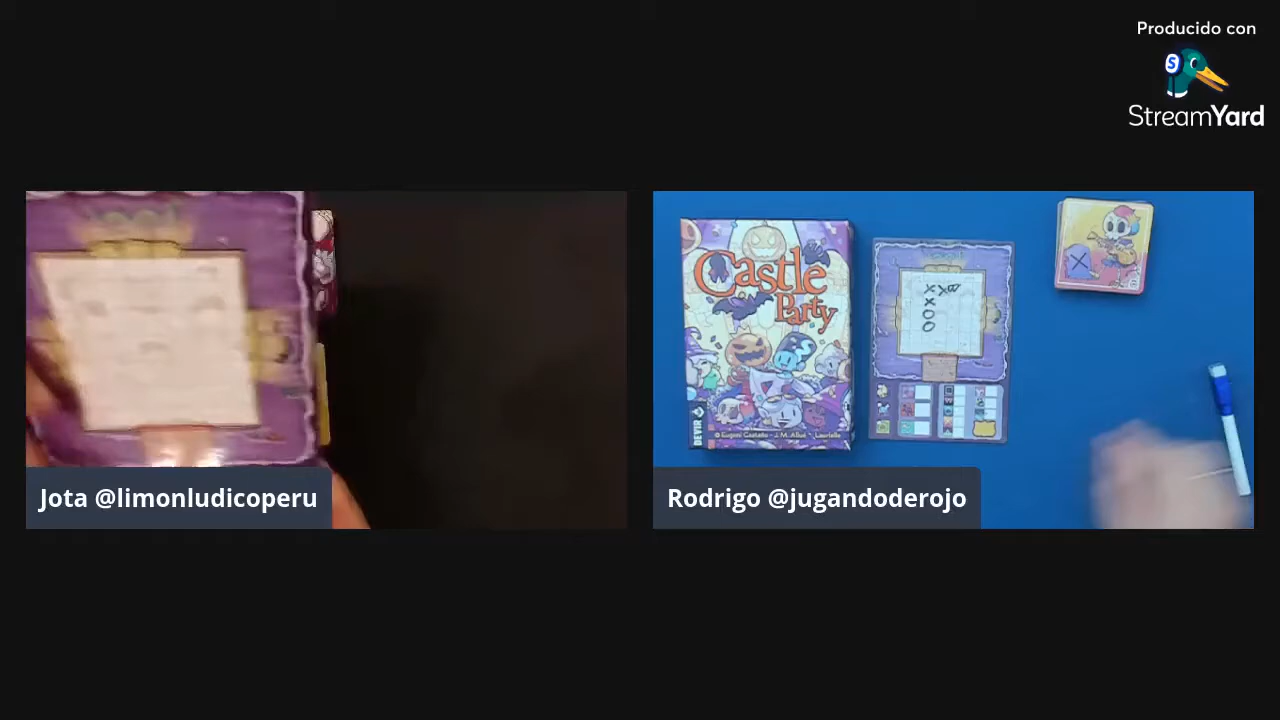 Producido con
StreamYard
Castle
Party
DEVIR
Jota @limonludicoperu
Rodrigo @jugandoderojo